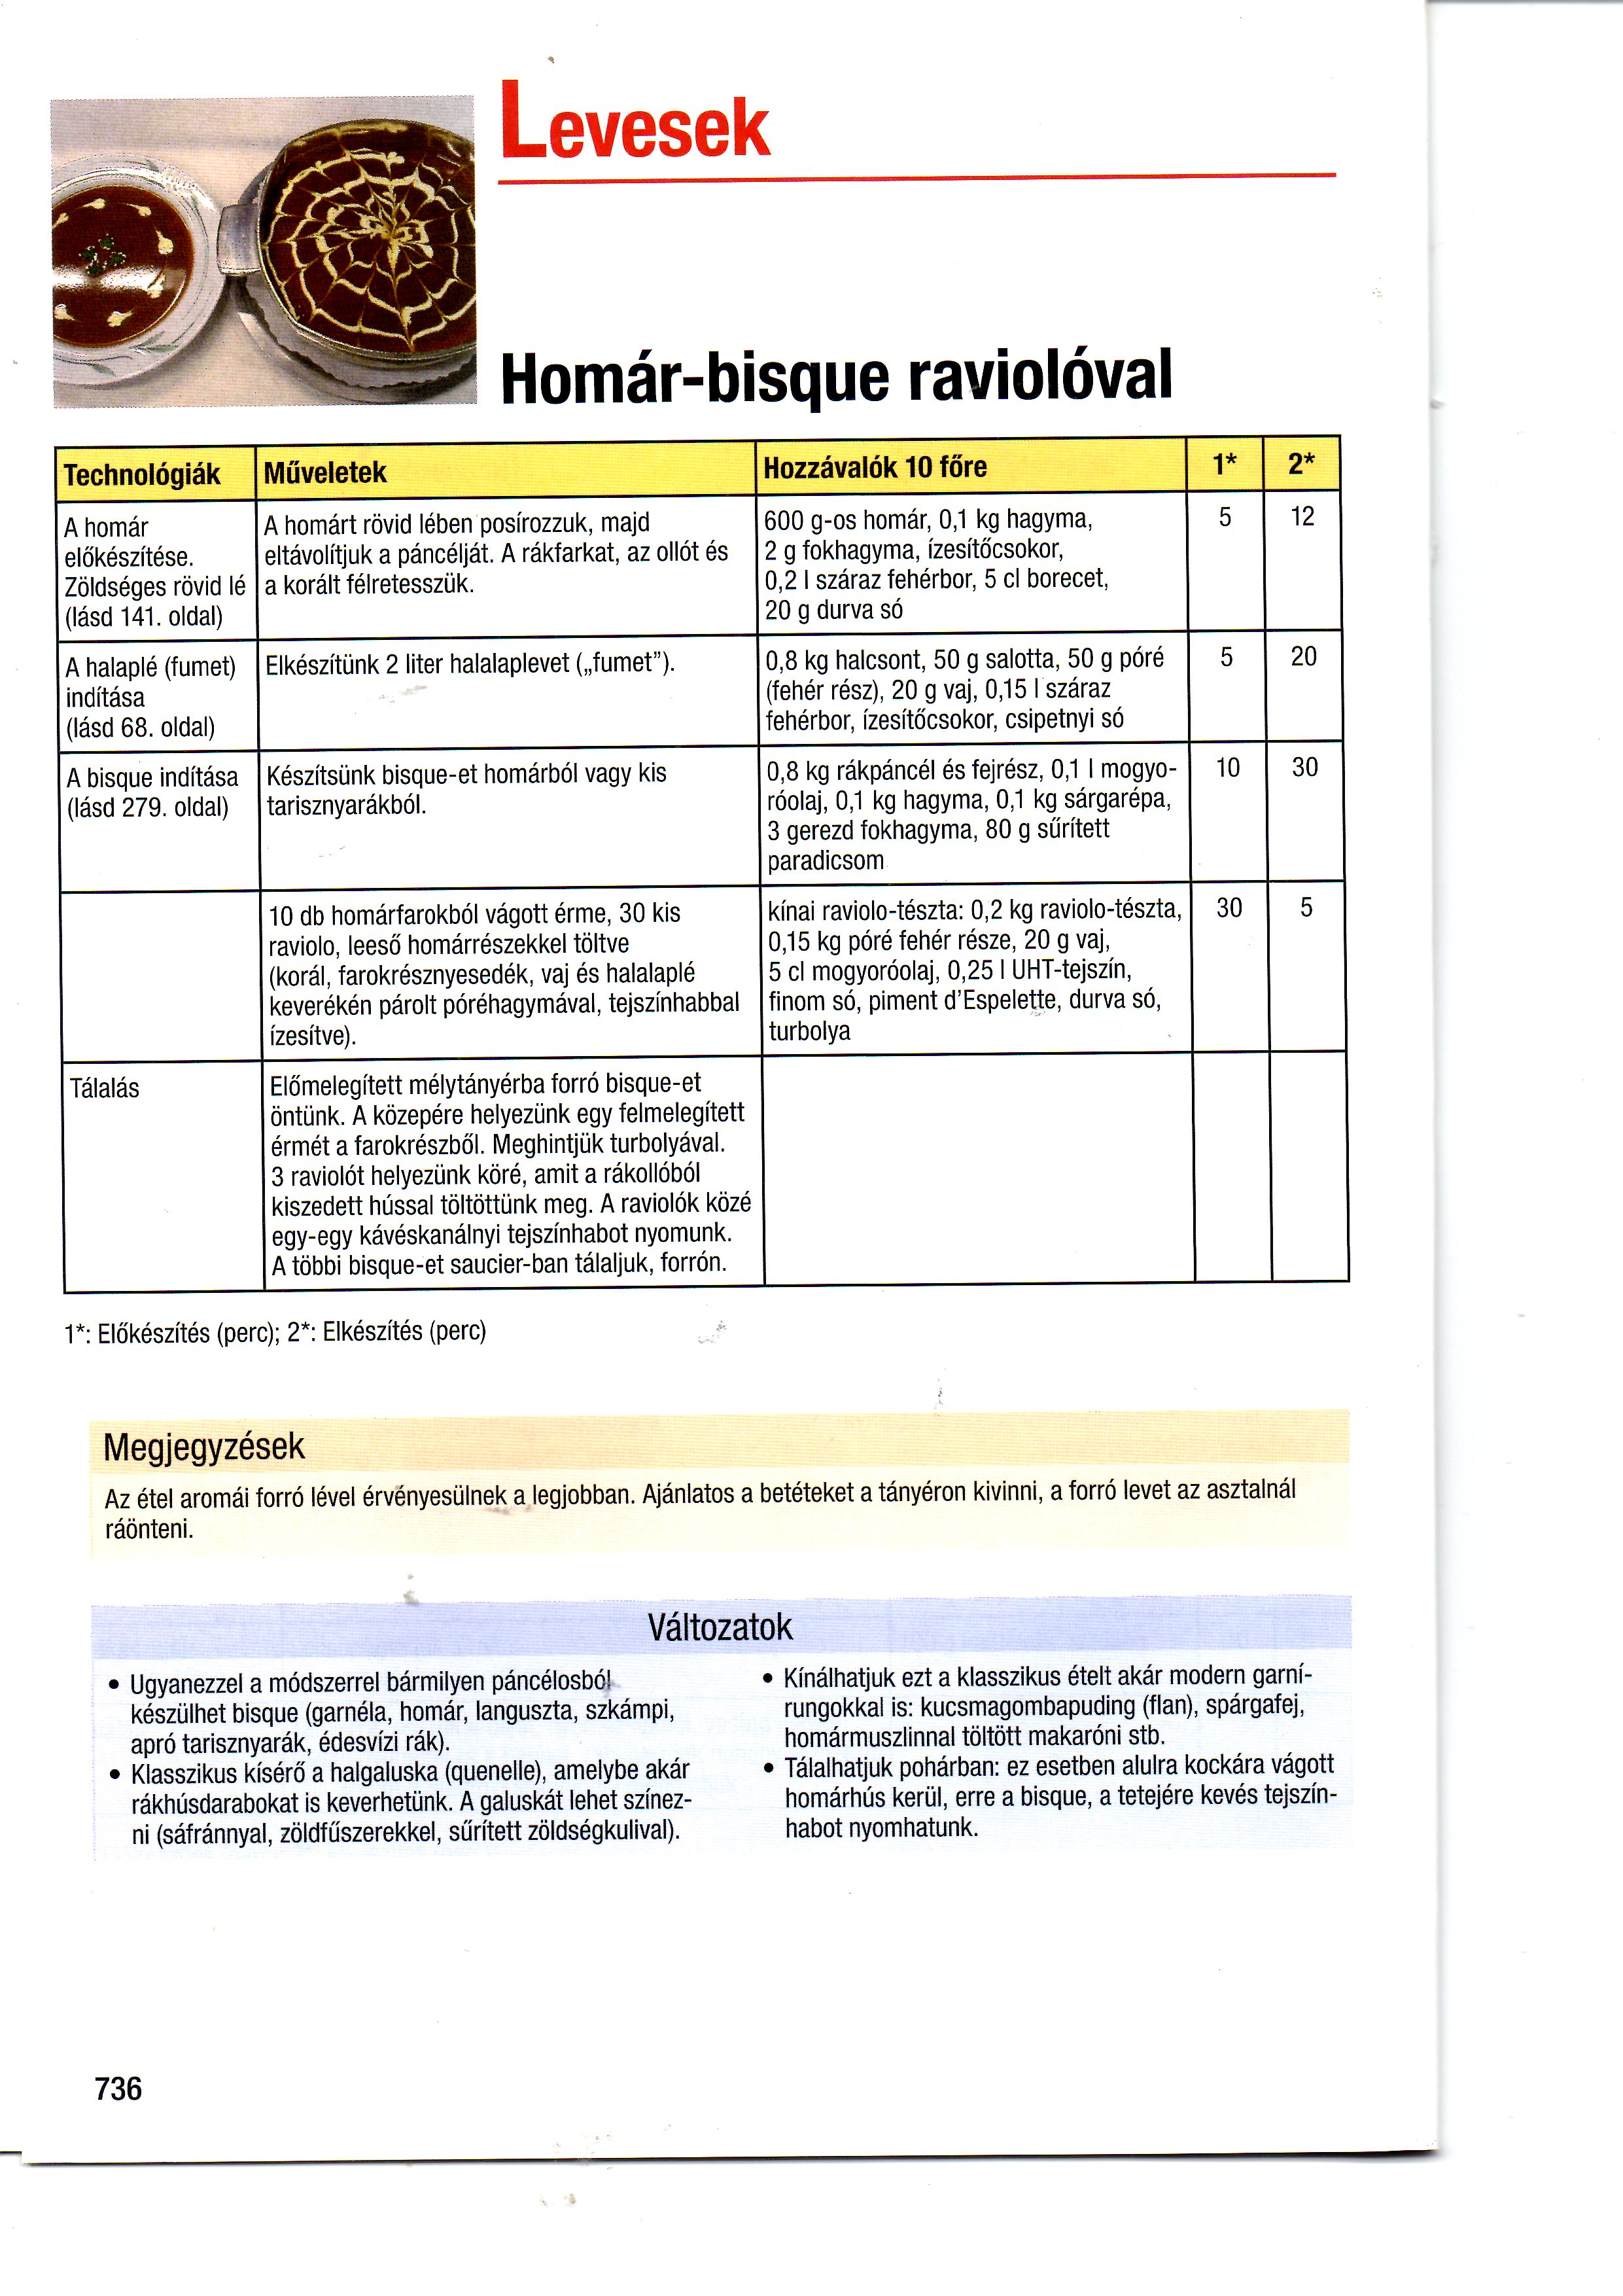 Levesek
Homár-bisque raviolóval
Technológiák
Műveletek
Hozzávalók 10 főre
1*
2*
A homár
előkészítése.
Zöldséges rövid lé
(lásd 141. oldal)
A homárt rövid lében posírozzuk, majd
eltávolítjuk a páncélját. A rákfarkat, az ollót és
a korált félretesszük.
600 g-os homár, 0,1 kg hagyma,
2 g fokhagyma, ízesítőcsokor,
0,2 l száraz fehérbor, 5 cl borecet,
20 g durva só
5
12
A halaplé (fumet)
indítása
(lásd 68. oldal)
Elkészítünk 2 liter halalaplevet („fumet”).
0,8 kg halcsont, 50 g salotta, 50 g póré
(fehér rész), 20 g vaj, 0,15 l száraz
fehérbor, ízesítőcsokor, csipetnyi só
5
20
A bisque indítása
(lásd 279. oldal)
Készítsünk bisque-et homárból vagy kis
tarisznyarákból.
0,8 kg rákpáncél és fejrész, 0,1 l mogyo-
róolaj, 0,1 kg hagyma, 0,1 kg sárgarépa,
3 gerezd fokhagyma, 80 g sűrített
paradicsom
10
30
10 db homárfarokból vágott érme, 30 kis
raviolo, leeső homárrészekkel töltve
(korál, farokrésznyesedék, vaj és halalaplé
keverékén párolt póréhagymával, tejszínhabbal
ízesítve).
kínai raviolo-tészta: 0,2 kg raviolo-tészta,
0,15 kg póré fehér része, 20 g vaj,
5 cl mogyoróolaj, 0,25 l UHT-tejszín,
finom só, piment d’Espelette, durva só,
turbolya
30
5
Tálalás
Előmelegített mélytányérba forró bisque-et
öntünk. A közepére helyezünk egy felmelegített
érmét a farokrészből. Meghintjük turbolyával.
3 raviolót helyezünk köré, amit a rákollóból
kiszedett hússal töltöttünk meg. A raviolók közé
egy-egy kávéskanálnyi tejszínhabot nyomunk.
A többi bisque-et saucier-ban tálaljuk, forrón.
1*: Előkészítés (perc); 2*: Elkészítés (perc)
Megjegyzések
Az étel aromái forró lével érvényesülnek a legjobban. Ajánlatos a betéteket a tányéron kivinni, a forró levet az asztalnál
ráönteni.
Változatok
• Ugyanezzel a módszerrel bármilyen páncélosból
készülhet bisque (garnéla, homár, languszta, szkámpi,
apró tarisznyarák, édesvízi rák).
• Klasszikus kísérő a halgaluska (quenelle), amelybe akár
rákhúsdarabokat is keverhetünk. A galuskát lehet színez-
ni (sáfránnyal, zöldfűszerekkel, sűrített zöldségkulival).
• Kínálhatjuk ezt a klasszikus ételt akár modern garní-
rungokkal is: kucsmagombapuding (flan), spárgafej,
homármuszlinnal töltött makaróni stb.
• Tálalhatjuk pohárban: ez esetben alulra kockára vágott
homárhús kerül, erre a bisque, a tetejére kevés tejszín-
habot nyomhatunk.
736